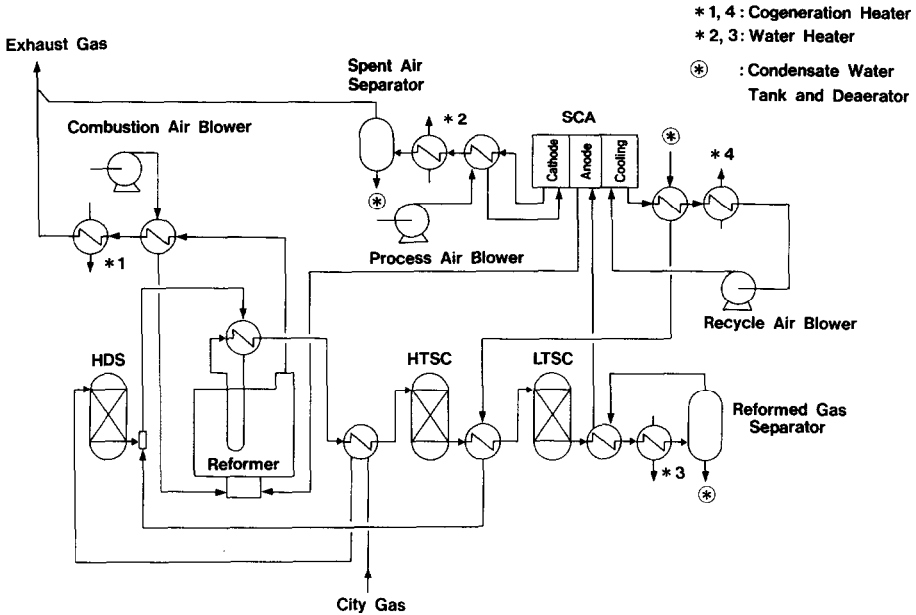 * 1, 4 : Cogeneration Heater
* 2, 3 : Water Heater
⊛ : Condensate Water
Tank and Deaerator
Exhaust Gas
Spent Air
Separator
Combustion Air Blower
* 2
SCA
Cathode
Anode
Cooling
⊛
* 4
⊛
* 1
Process Air Blower
Recycle Air Blower
HDS
HTSC
LTSC
Reformed Gas
Separator
Reformer
* 3
⊛
City Gas